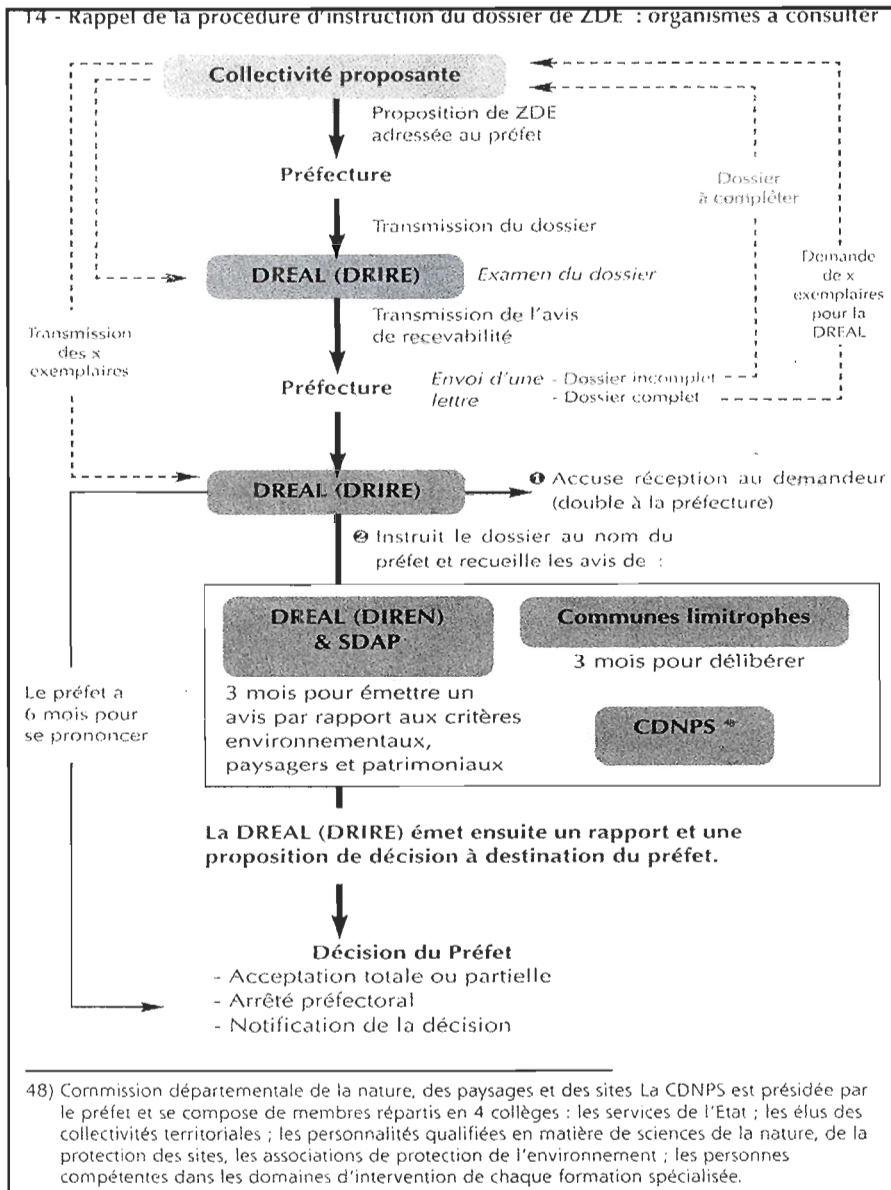 14 - Rappel de la procédure d'instruction du dossier de ZDE : organismes à consulter
Collectivité proposante
Proposition de ZDE
adressée au préfet
Préfecture
Dossier
à compléter
Transmission du dossier
DREAL (DRIRE)
Examen du dossier
Demande
de x
exemplaires
pour la
DREAL
Transmission de l'avis
de recevabilité
Transmission
des x
exemplaires
Préfecture
Envoi d'une
lettre
- Dossier incomplet
- Dossier complet
DREAL (DRIRE)
❶ Accuse réception au demandeur
(double à la préfecture)
❷ Instruit le dossier au nom du
préfet et recueille les avis de :
DREAL (DIREN)
& SDAP
Communes limitrophes
3 mois pour délibérer
Le préfet a
6 mois pour
se prononcer
3 mois pour émettre un
avis par rapport aux critères
environnementaux,
paysagers et patrimoniaux
CDNPS 48
La DREAL (DRIRE) émet ensuite un rapport et une
proposition de décision à destination du préfet.
Décision du Préfet
- Acceptation totale ou partielle
- Arrêté préfectoral
- Notification de la décision
48) Commission départementale de la nature, des paysages et des sites La CDNPS est présidée par
le préfet et se compose de membres répartis en 4 collèges : les services de l'Etat ; les élus des
collectivités territoriales ; les personnalités qualifiées en matière de sciences de la nature, de la
protection des sites, les associations de protection de l'environnement ; les personnes
compétentes dans les domaines d'intervention de chaque formation spécialisée.